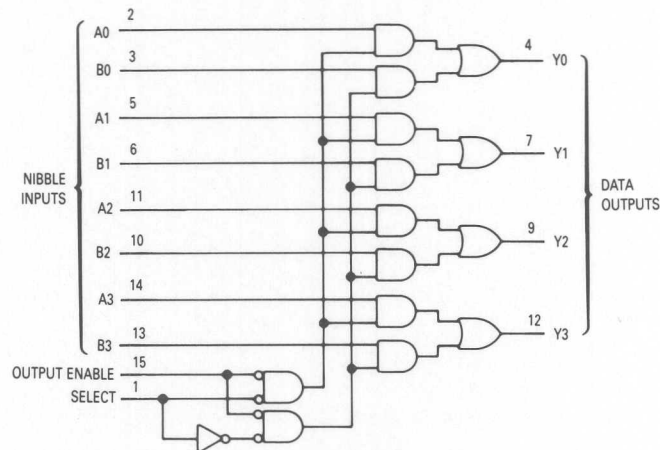 2
A0
3
B0
4
Y0
5
A1
6
B1
7
Y1
NIBBLE
INPUTS
DATA
OUTPUTS
11
A2
10
B2
9
Y2
14
A3
13
B3
12
Y3
15
OUTPUT ENABLE
1
SELECT